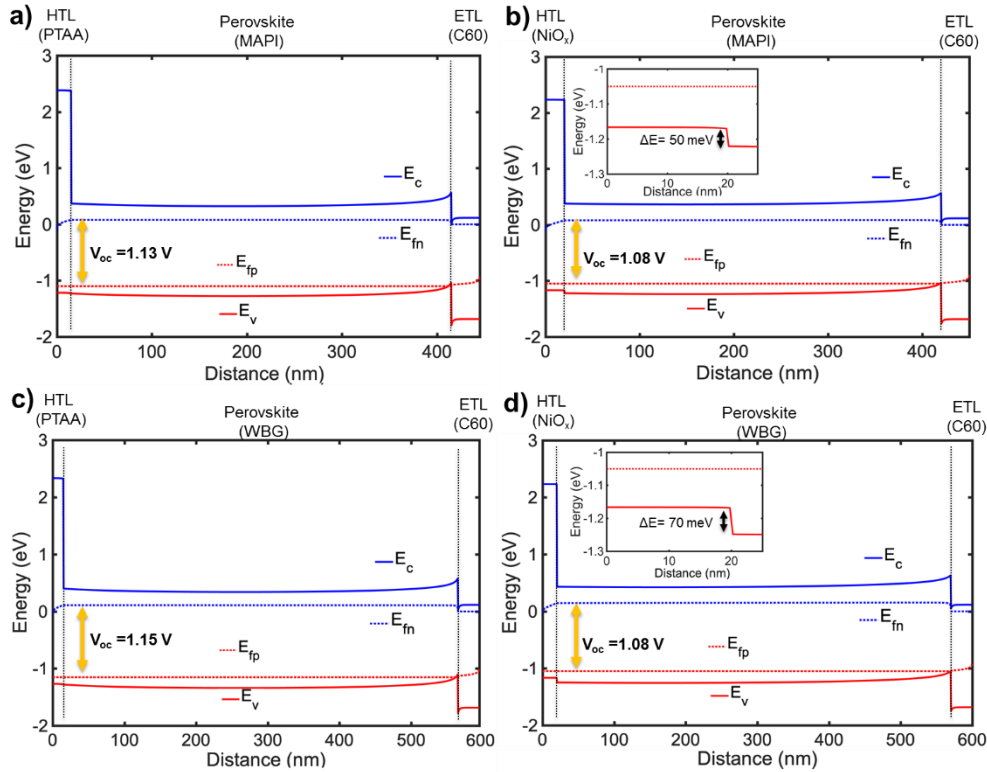 a)
HTL
(PTAA)
Perovskite
(MAPI)
ETL
(C60)
3
2
1
0
-1
-2
Energy (eV)
E_c
E_fn
V_oc =1.13 V
E_fp
E_v
0 100 200 300 400
Distance (nm)
b)
HTL
(NiO_x)
Perovskite
(MAPI)
ETL
(C60)
3
2
1
0
-1
-2
Energy (eV)
-1
-1.1
-1.2
-1.3
Energy (eV)
ΔE= 50 meV
0 10 20
Distance (nm)
E_c
E_fn
V_oc =1.08 V
E_fp
E_v
0 100 200 300 400
Distance (nm)
c)
HTL
(PTAA)
Perovskite
(WBG)
ETL
(C60)
3
2
1
0
-1
-2
Energy (eV)
E_c
E_fn
V_oc =1.15 V
E_fp
E_v
0 100 200 300 400 500 600
Distance (nm)
d)
HTL
(NiO_x)
Perovskite
(WBG)
ETL
(C60)
3
2
1
0
-1
-2
Energy (eV)
-1
-1.1
-1.2
-1.3
Energy (eV)
ΔE= 70 meV
0 10 20
Distance (nm)
E_c
E_fn
V_oc =1.08 V
E_fp
E_v
0 100 200 300 400 500 600
Distance (nm)